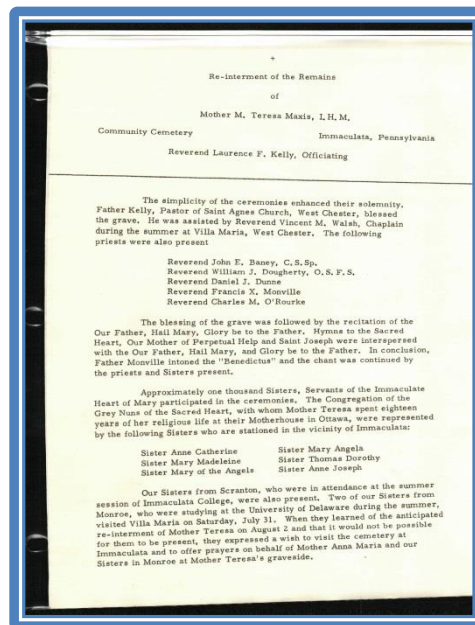 +
Re-interment of the Remains
of
Mother M. Teresa Maxis, I. H. M.
Community Cemetery
Immaculata, Pennsylvania
Reverend Laurence F. Kelly, Officiating
The simplicity of the ceremonies enhanced their solemnity.
Father Kelly, Pastor of Saint Agnes Church, West Chester, blessed
the grave. He was assisted by Reverend Vincent M. Walsh, Chaplain
during the summer at Villa Maria, West Chester. The following
priests were also present
Reverend John E. Baney, C. S. Sp.
Reverend William J. Dougherty, O. S. F. S.
Reverend Daniel J. Dunne
Reverend Francis X. Monville
Reverend Charles M. O'Rourke
The blessing of the grave was followed by the recitation of the
Our Father, Hail Mary, Glory be to the Father. Hymns to the Sacred
Heart, Our Mother of Perpetual Help and Saint Joseph were interspersed
with the Our Father, Hail Mary, and Glory be to the Father. In conclusion,
Father Monville intoned the "Benedictus" and the chant was continued by
the priests and Sisters present.
Approximately one thousand Sisters, Servants of the Immaculate
Heart of Mary participated in the ceremonies. The Congregation of the
Grey Nuns of the Sacred Heart, with whom Mother Teresa spent eighteen
years of her religious life at their Motherhouse in Ottawa, were represented
by the following Sisters who are stationed in the vicinity of Immaculata:
Sister Anne Catherine
Sister Mary Madeleine
Sister Mary of the Angels
Sister Mary Angela
Sister Thomas Dorothy
Sister Anne Joseph
Our Sisters from Scranton, who were in attendance at the summer
session of Immaculata College, were also present. Two of our Sisters from
Monroe, who were studying at the University of Delaware during the summer,
visited Villa Maria on Saturday, July 31. When they learned of the anticipated
re-interment of Mother Teresa on August 2 and that it would not be possible
for them to be present, they expressed a wish to visit the cemetery at
Immaculata and to offer prayers on behalf of Mother Anna Maria and our
Sisters in Monroe at Mother Teresa's graveside.